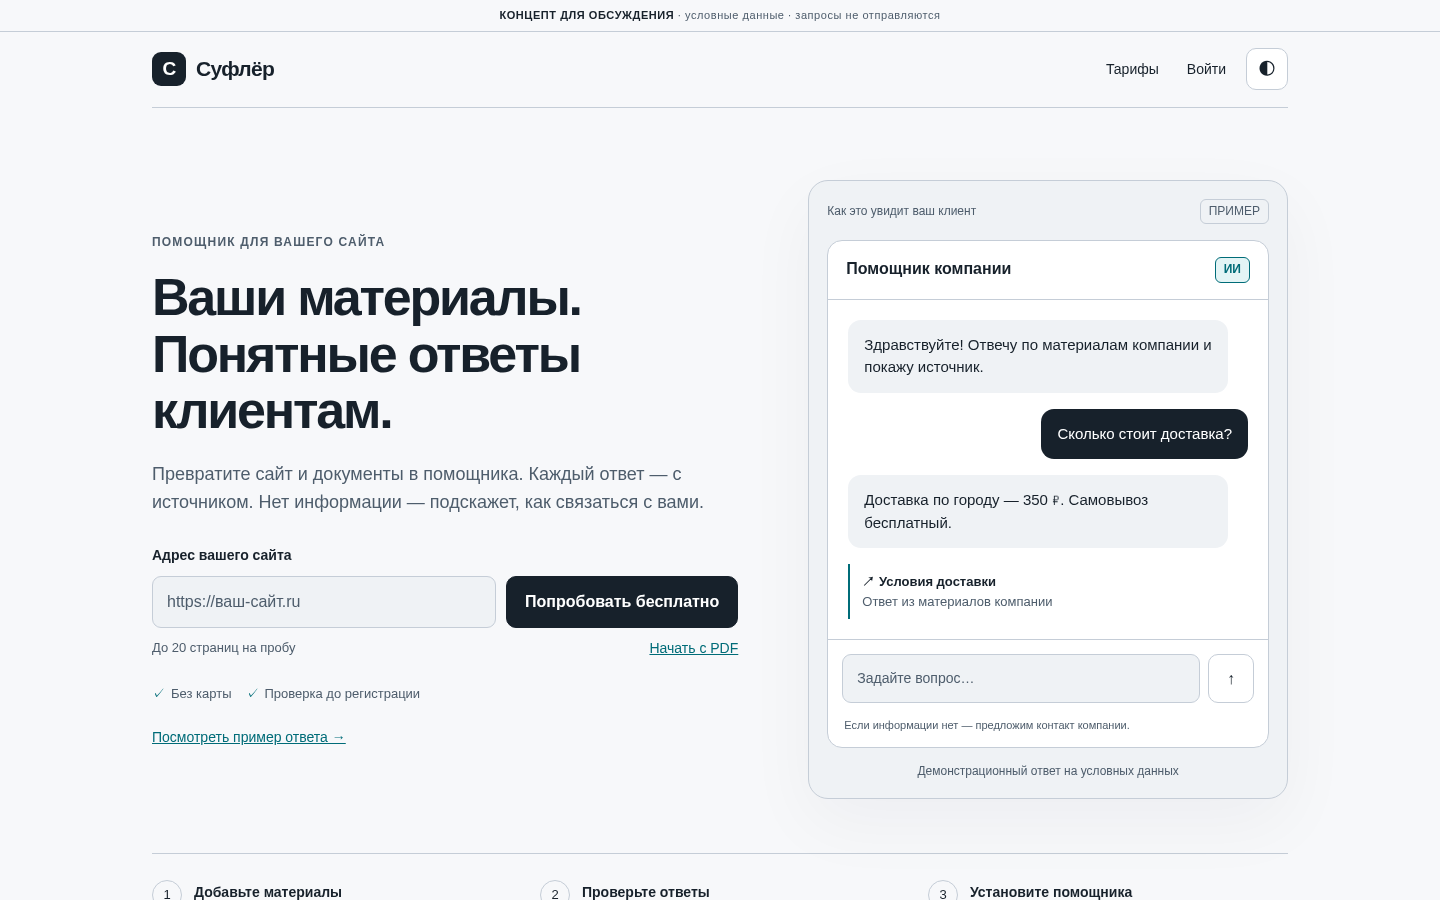 КОНЦЕПТ ДЛЯ ОБСУЖДЕНИЯ · условные данные · запросы не отправляются
С Суфлёр
Тарифы Войти
ПОМОЩНИК ДЛЯ ВАШЕГО САЙТА
Ваши материалы.
Понятные ответы
клиентам.
Превратите сайт и документы в помощника. Каждый ответ — с
источником. Нет информации — подскажет, как связаться с вами.
Адрес вашего сайта
https://ваш-сайт.ru
Попробовать бесплатно
До 20 страниц на пробу
Начать с PDF
✓ Без карты ✓ Проверка до регистрации
Посмотреть пример ответа →
Как это увидит ваш клиент
ПРИМЕР
Помощник компании
ИИ
Здравствуйте! Отвечу по материалам компании и
покажу источник.
Сколько стоит доставка?
Доставка по городу — 350 ₽. Самовывоз
бесплатный.
↗ Условия доставки
Ответ из материалов компании
Задайте вопрос…
↑
Если информации нет — предложим контакт компании.
Демонстрационный ответ на условных данных
1 Добавьте материалы
2 Проверьте ответы
3 Установите помощника